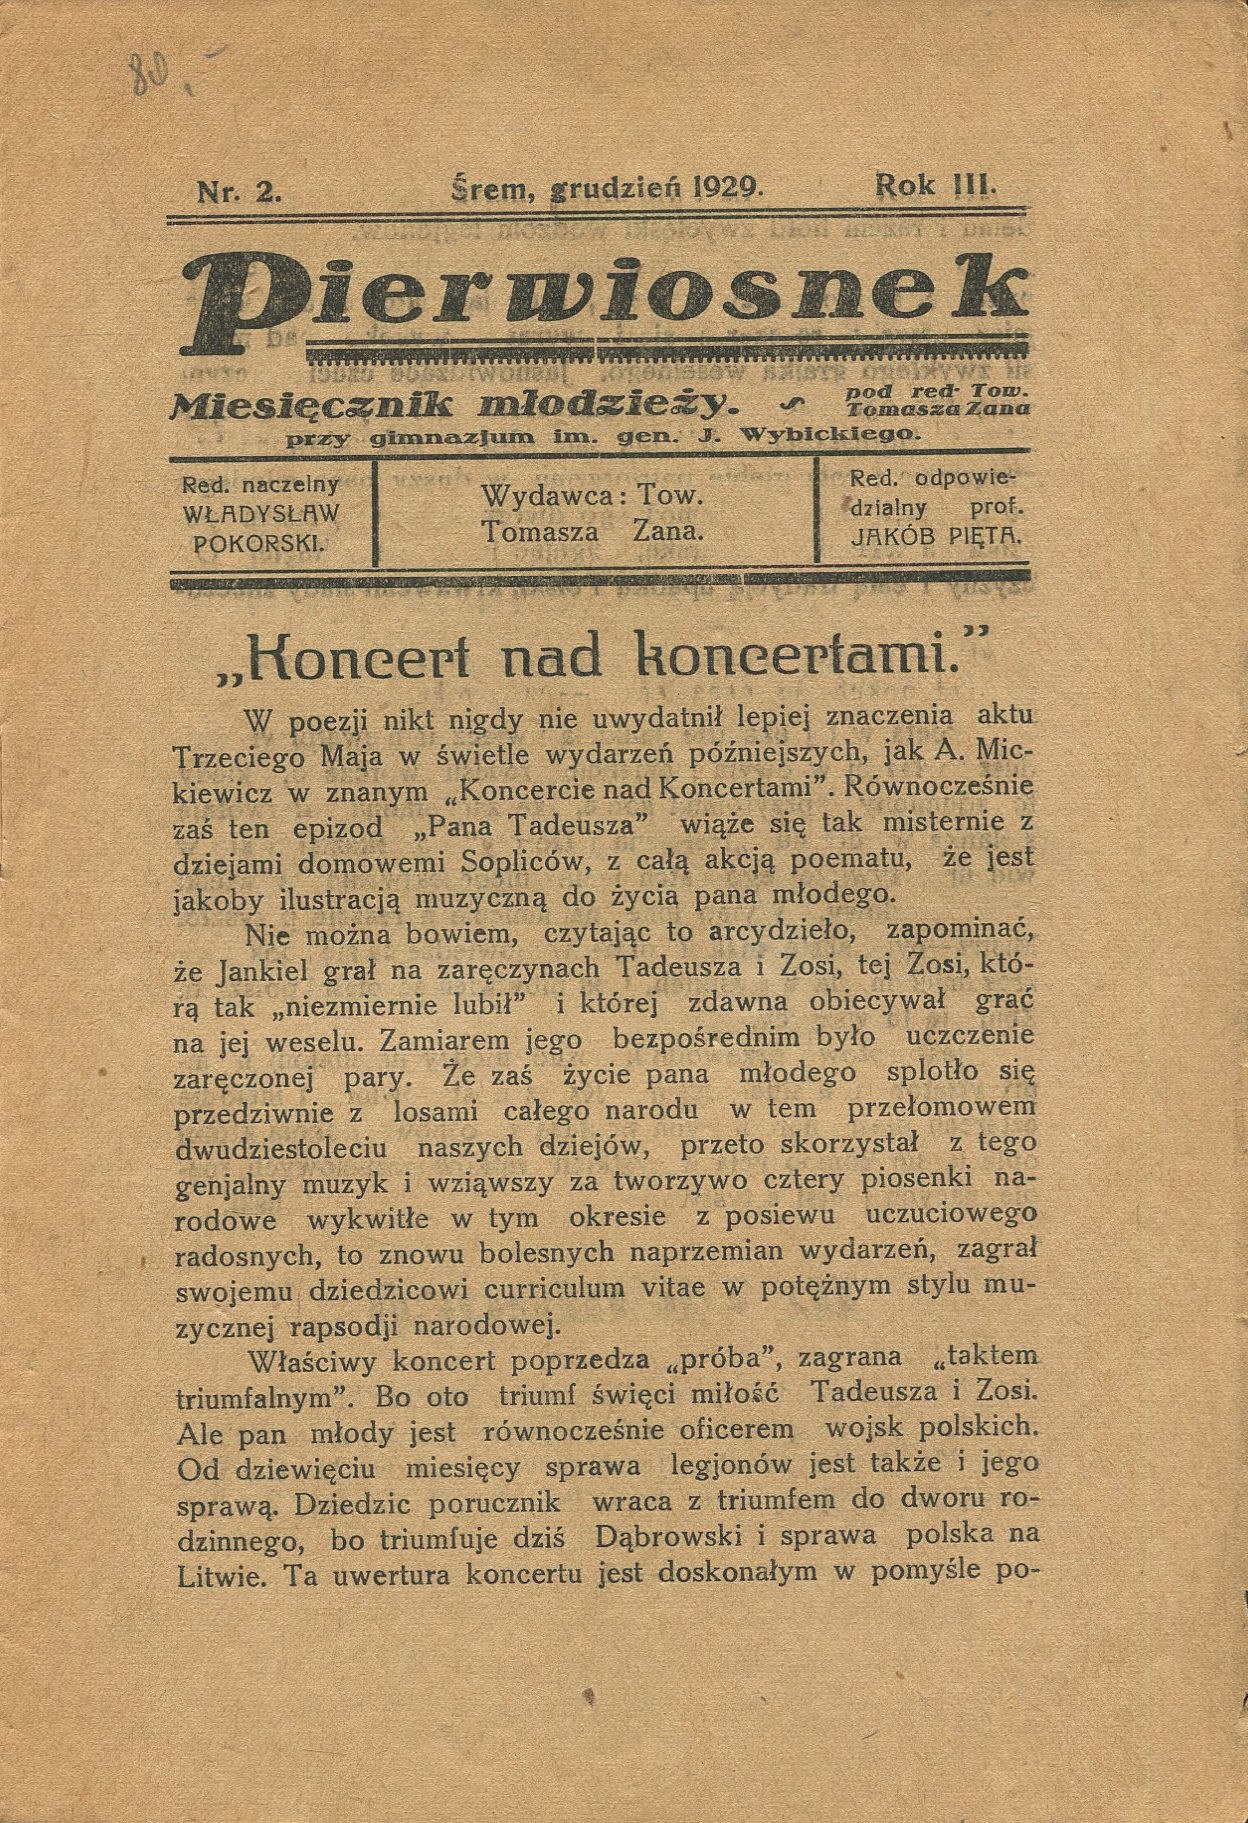 80.-
Nr. 2. Śrem, grudzień 1929. Rok III.
Pierwiosnek
Miesięcznik młodzieży. pod red. Tow.
Tomasza Zana
przy gimnazjum im. gen. J. Wybickiego.
Red. naczelny
WŁADYSŁAW
POKORSKI.
Wydawca: Tow.
Tomasza Zana.
Red. odpowie-
dzialny prof.
JAKÓB PIĘTA.
„Koncert nad koncertami.”
W poezji nikt nigdy nie uwydatnił lepiej znaczenia aktu
Trzeciego Maja w świetle wydarzeń późniejszych, jak A. Mic-
kiewicz w znanym „Koncercie nad Koncertami”. Równocześnie
zaś ten epizod „Pana Tadeusza” wiąże się tak misternie z
dziejami domowemi Sopliców, z całą akcją poematu, że jest
jakoby ilustracją muzyczną do życia pana młodego.
Nie można bowiem, czytając to arcydzieło, zapominać,
że Jankiel grał na zaręczynach Tadeusza i Zosi, tej Zosi, któ-
rą tak „niezmiernie lubił” i której zdawna obiecywał grać
na jej weselu. Zamiarem jego bezpośrednim było uczczenie
zaręczonej pary. Że zaś życie pana młodego splotło się
przedziwnie z losami całego narodu w tem przełomowem
dwudziestoleciu naszych dziejów, przeto skorzystał z tego
genjalny muzyk i wziąwszy za tworzywo cztery piosenki na-
rodowe wykwitłe w tym okresie z posiewu uczuciowego
radosnych, to znowu bolesnych naprzemian wydarzeń, zagrał
swojemu dziedzicowi curriculum vitae w potężnym stylu mu-
zycznej rapsodji narodowej.
Właściwy koncert poprzedza „próba”, zagrana „taktem
triumfalnym”. Bo oto triumf święci miłość Tadeusza i Zosi.
Ale pan młody jest równocześnie oficerem wojsk polskich.
Od dziewięciu miesięcy sprawa legjonów jest także i jego
sprawą. Dziedzic porucznik wraca z triumfem do dworu ro-
dzinnego, bo triumfuje dziś Dąbrowski i sprawa polska na
Litwie. Ta uwertura koncertu jest doskonałym w pomyśle po-